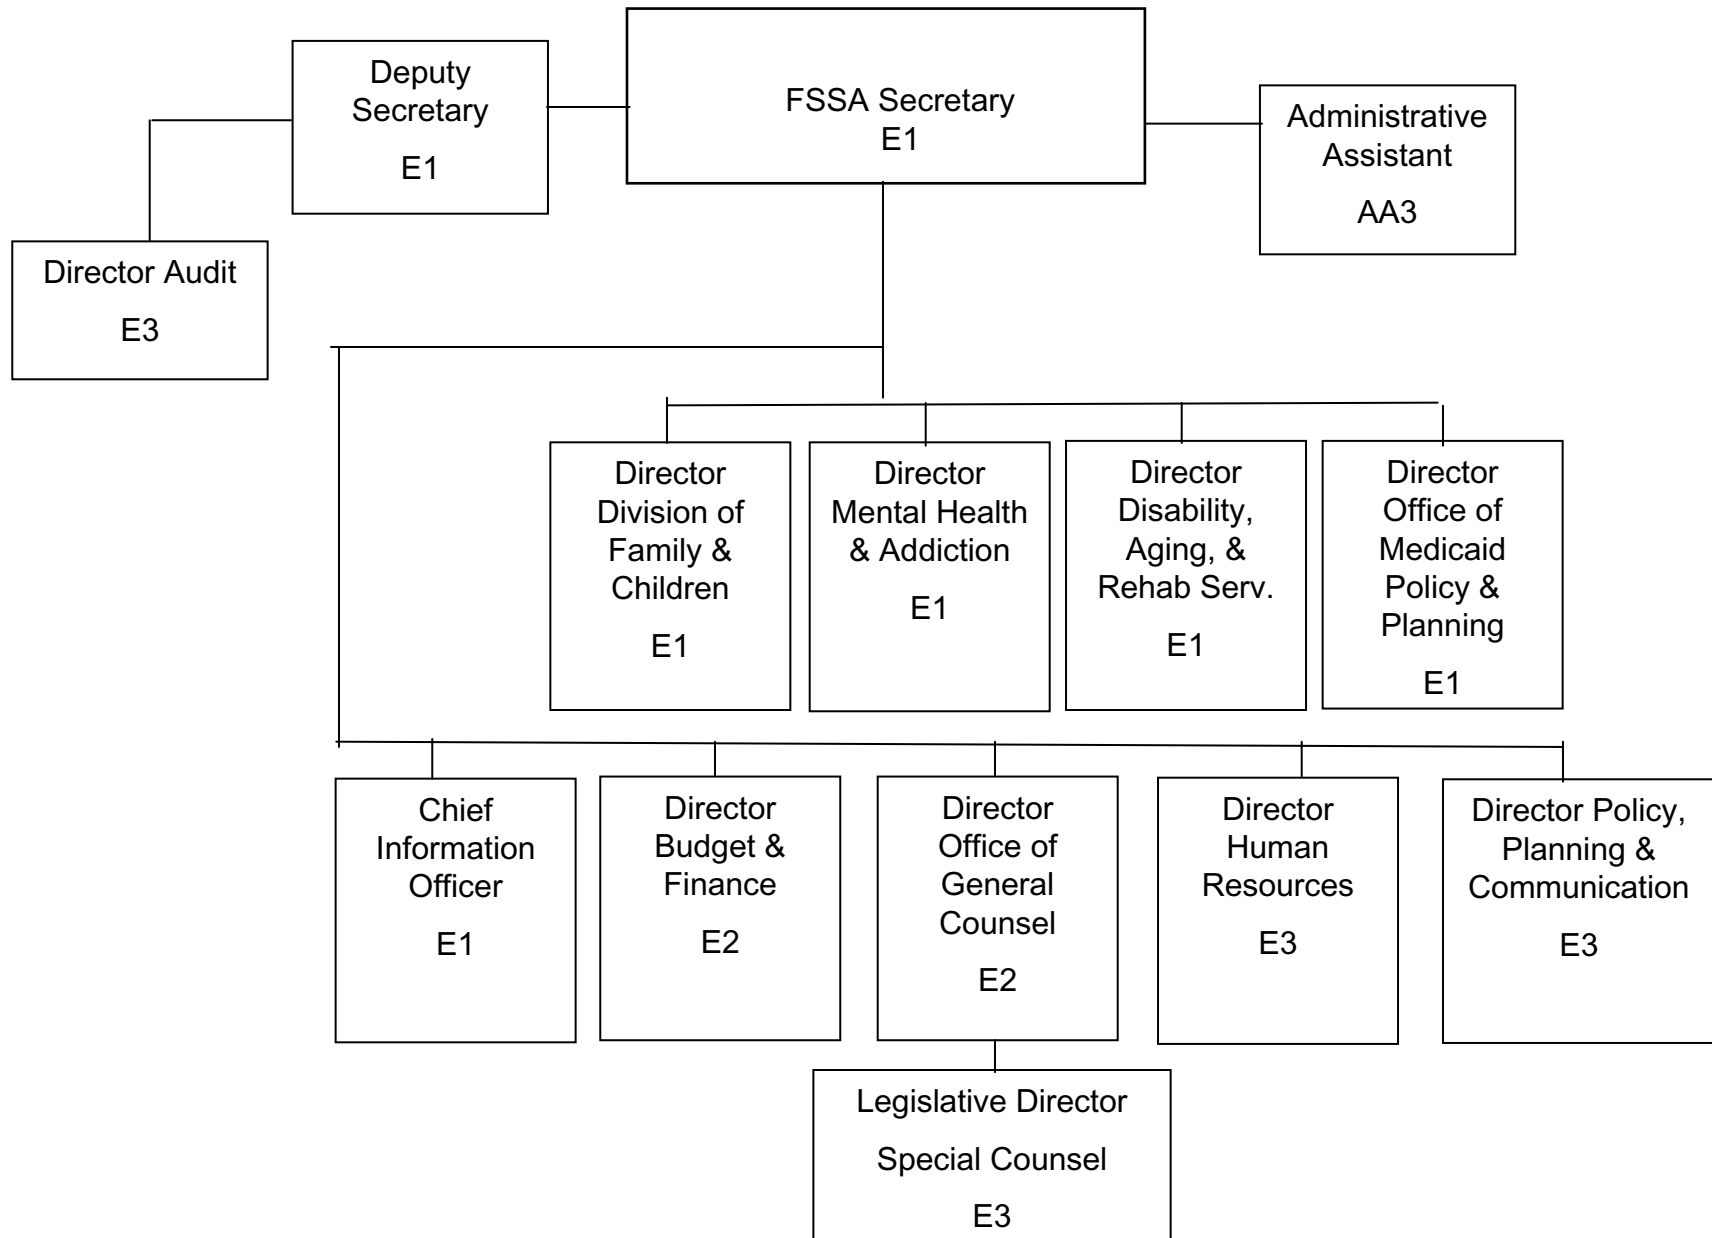 Deputy
Secretary
E1
FSSA Secretary
E1
Administrative
Assistant
AA3
Director Audit
E3
Director
Division of
Family &
Children
E1
Director
Mental Health
& Addiction
E1
Director
Disability,
Aging, &
Rehab Serv.
E1
Director
Office of
Medicaid
Policy &
Planning
E1
Chief
Information
Officer
E1
Director
Budget &
Finance
E2
Director
Office of
General
Counsel
E2
Director
Human
Resources
E3
Director Policy,
Planning &
Communication
E3
Legislative Director
Special Counsel
E3